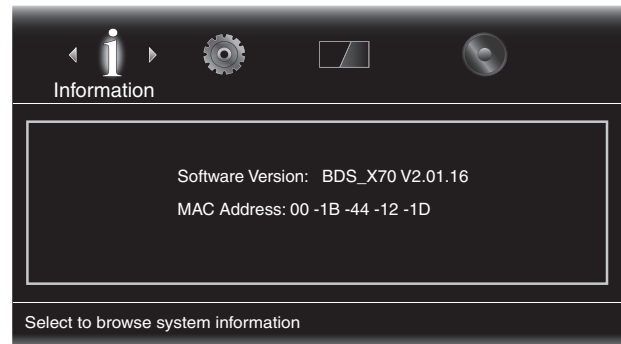 Information
Software Version: BDS_X70 V2.01.16
MAC Address: 00 -1B -44 -12 -1D
Select to browse system information